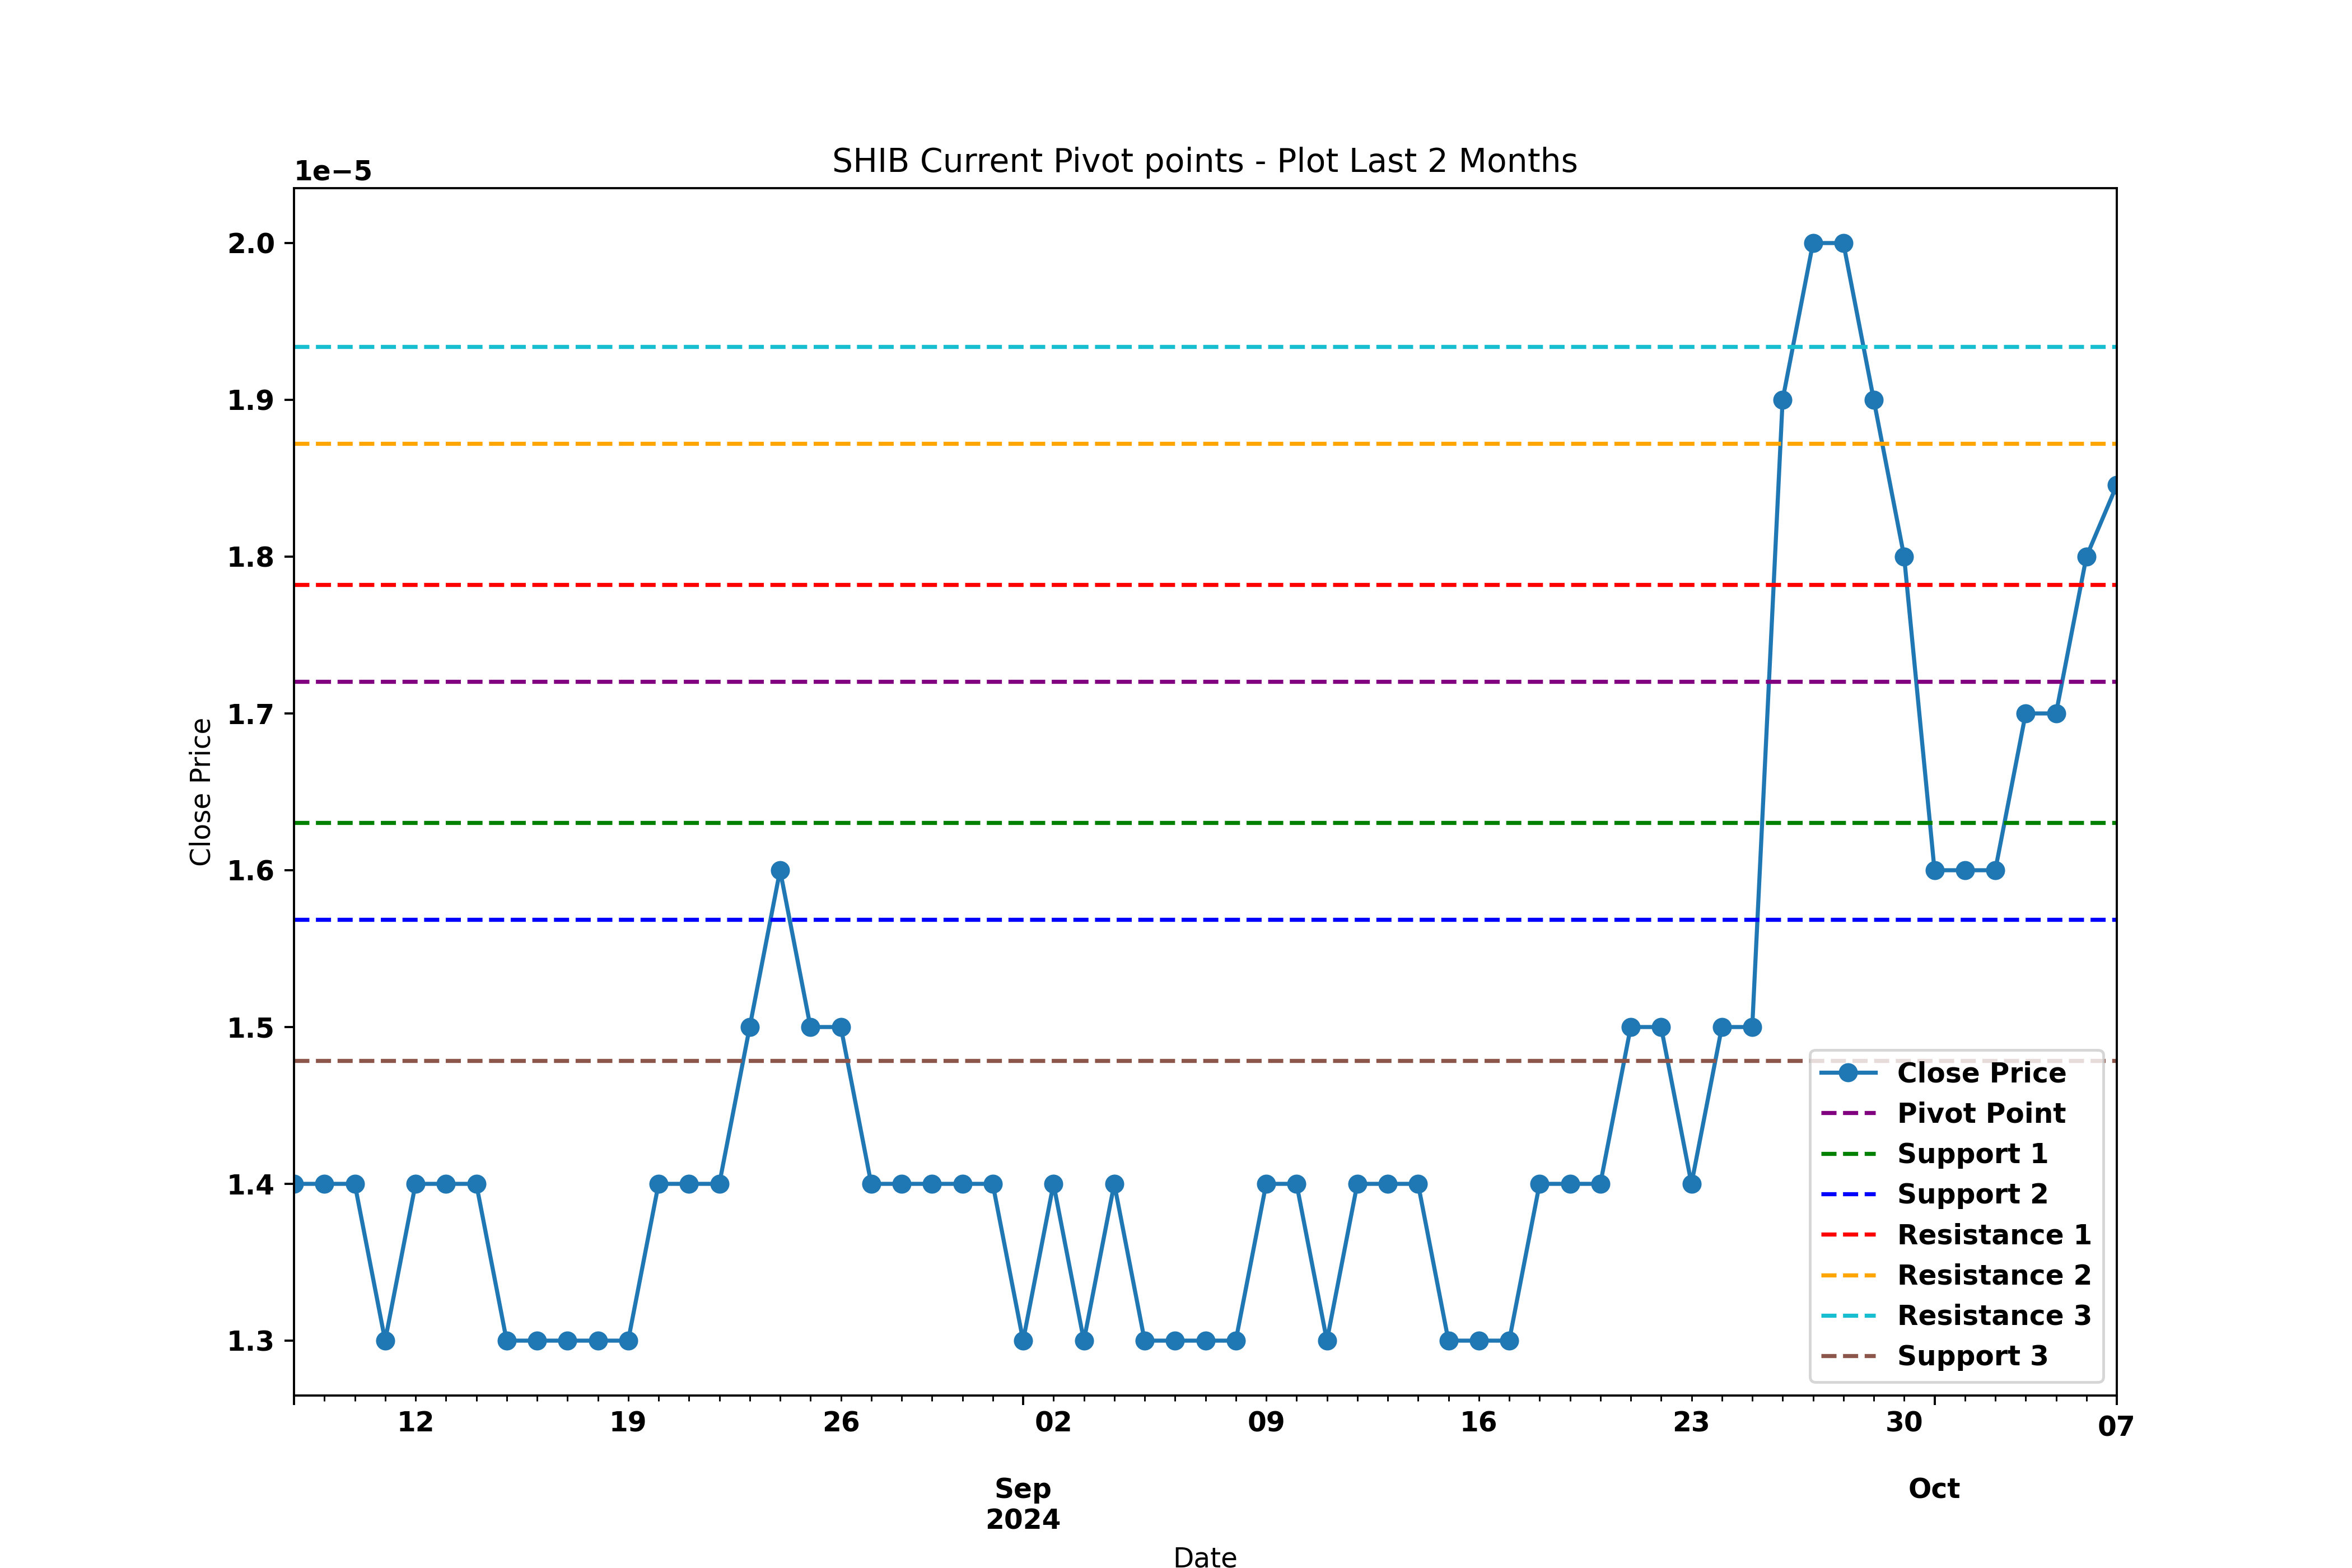 SHIB Current Pivot points - Plot Last 2 Months
1e−5
2.0
1.9
1.8
1.7
1.6
1.5
1.4
1.3
Close Price
Close Price
Pivot Point
Support 1
Support 2
Resistance 1
Resistance 2
Resistance 3
Support 3
12 19 26 02 09 16 23 30 07
Sep Oct
2024
Date